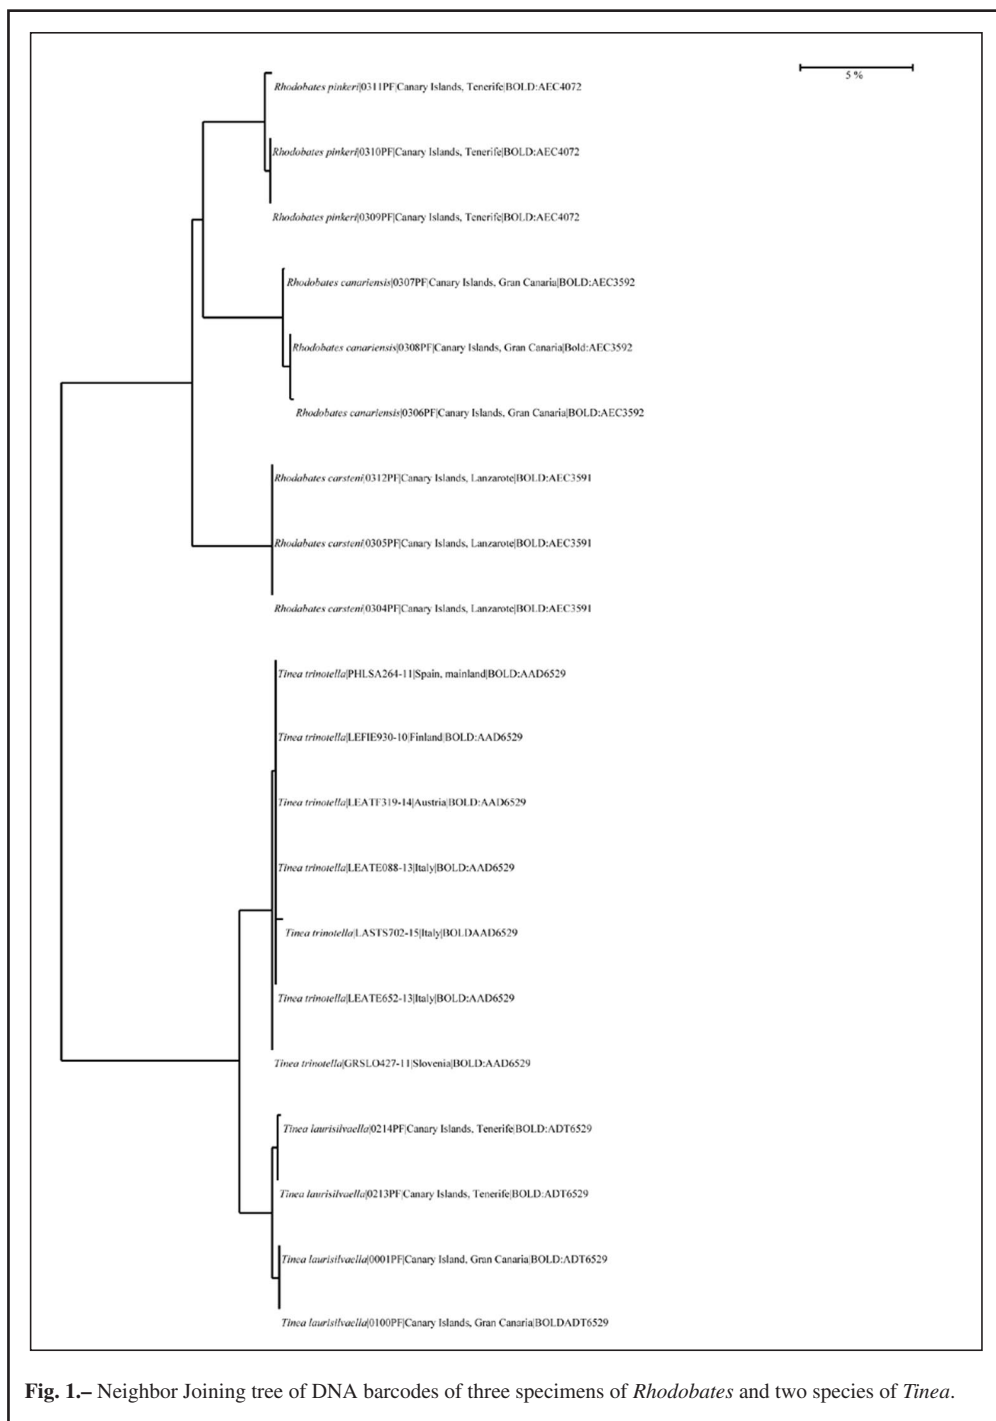 5 %
Rhodobates pinkeri|0311PF|Canary Islands, Tenerife|BOLD:AEC4072
Rhodobates pinkeri|0310PF|Canary Islands, Tenerife|BOLD:AEC4072
Rhodobates pinkeri|0309PF|Canary Islands, Tenerife|BOLD:AEC4072
Rhodobates canariensis|0307PF|Canary Islands, Gran Canaria|BOLD:AEC3592
Rhodobates canariensis|0308PF|Canary Islands, Gran Canaria|Bold:AEC3592
Rhodobates canariensis|0306PF|Canary Islands, Gran Canaria|BOLD:AEC3592
Rhodabates carsteni|0312PF|Canary Islands, Lanzarote|BOLD:AEC3591
Rhodabates carsteni|0305PF|Canary Islands, Lanzarote|BOLD:AEC3591
Rhodabates carsteni|0304PF|Canary Islands, Lanzarote|BOLD:AEC3591
Tinea trinotella|PHLSA264-11|Spain, mainland|BOLD:AAD6529
Tinea trinotella|LEFIE930-10|Finland|BOLD:AAD6529
Tinea trinotella|LEATF319-14|Austria|BOLD:AAD6529
Tinea trinotella|LEATE088-13|Italy|BOLD:AAD6529
Tinea trinotella|LASTS702-15|Italy|BOLDAAD6529
Tinea trinotella|LEATE652-13|Italy|BOLD:AAD6529
Tinea trinotella|GRSLO427-11|Slovenia|BOLD:AAD6529
Tinea laurisilvaella|0214PF|Canary Islands, Tenerife|BOLD:ADT6529
Tinea laurisilvaella|0213PF|Canary Islands, Tenerife|BOLD:ADT6529
Tinea laurisilvaella|0001PF|Canary Island, Gran Canaria|BOLD:ADT6529
Tinea laurisilvaella|0100PF|Canary Islands, Gran Canaria|BOLDADT6529
Fig. 1.– Neighbor Joining tree of DNA barcodes of three specimens of Rhodobates and two species of Tinea.